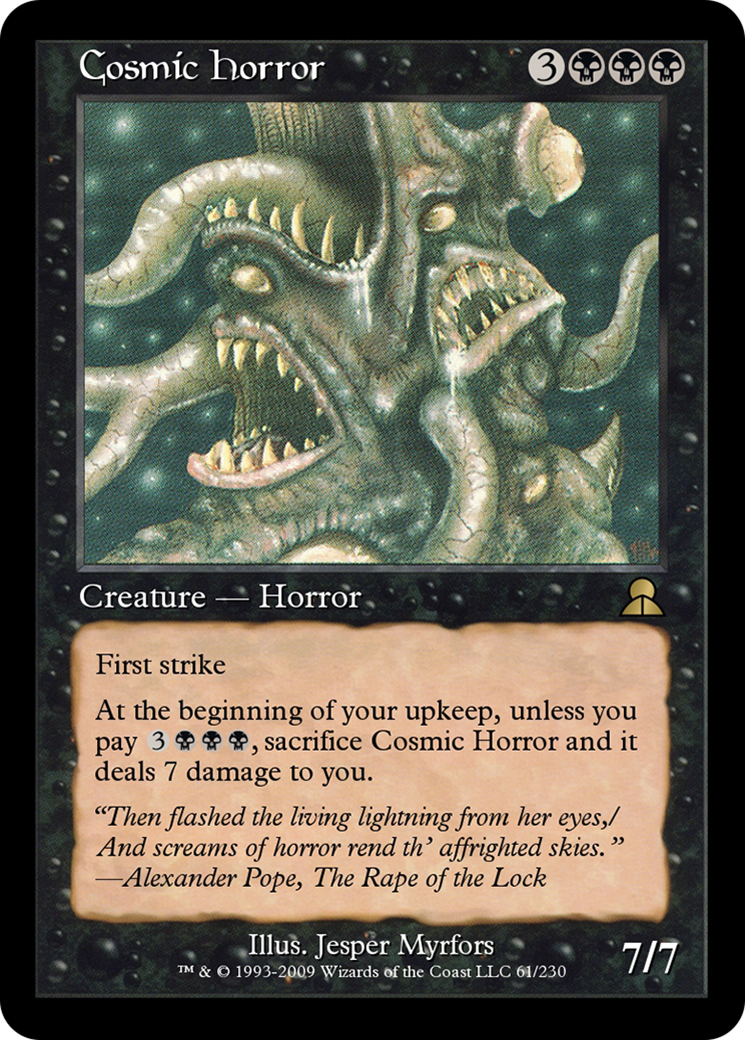 Cosmic Horror
3
Creature — Horror
First strike
At the beginning of your upkeep, unless you
pay 3, sacrifice Cosmic Horror and it
deals 7 damage to you.
“Then flashed the living lightning from her eyes,/
And screams of horror rend th’ affrighted skies.”
—Alexander Pope, The Rape of the Lock
Illus. Jesper Myrfors
7/7
™ & © 1993-2009 Wizards of the Coast LLC 61/230